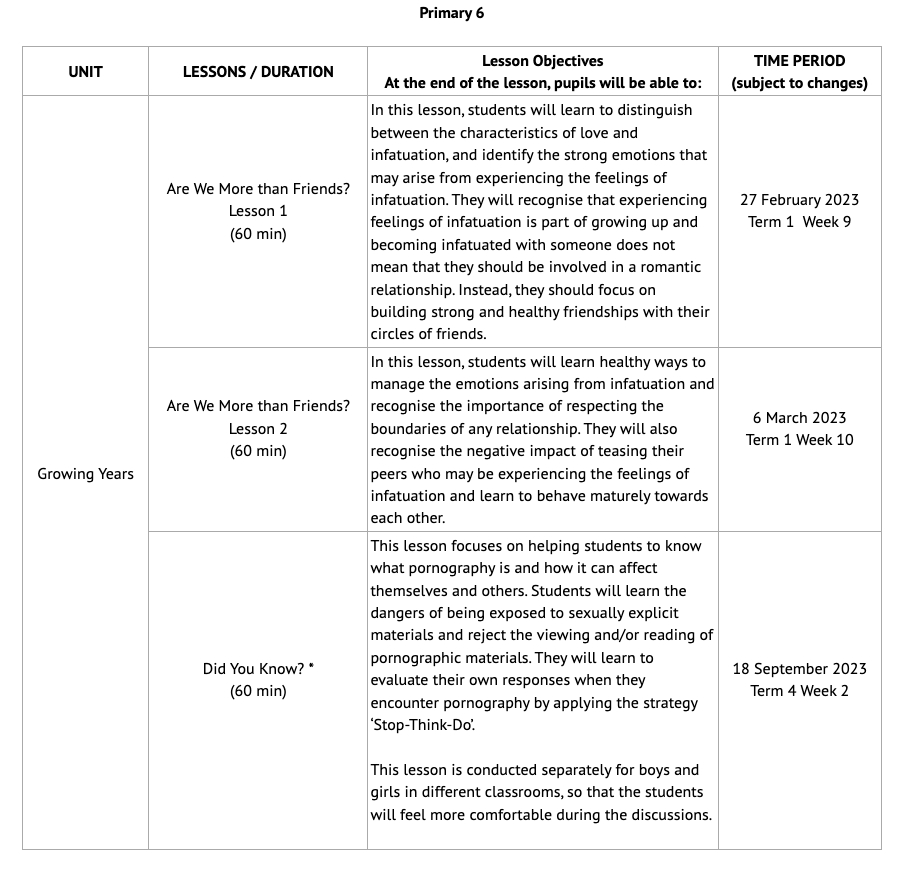 Primary 6
UNIT
LESSONS / DURATION
Lesson Objectives
At the end of the lesson, pupils will be able to:
TIME PERIOD
(subject to changes)
Growing Years
Are We More than Friends?
Lesson 1
(60 min)
In this lesson, students will learn to distinguish
between the characteristics of love and
infatuation, and identify the strong emotions that
may arise from experiencing the feelings of
infatuation. They will recognise that experiencing
feelings of infatuation is part of growing up and
becoming infatuated with someone does not
mean that they should be involved in a romantic
relationship. Instead, they should focus on
building strong and healthy friendships with their
circles of friends.
27 February 2023
Term 1  Week 9
Are We More than Friends?
Lesson 2
(60 min)
In this lesson, students will learn healthy ways to
manage the emotions arising from infatuation and
recognise the importance of respecting the
boundaries of any relationship. They will also
recognise the negative impact of teasing their
peers who may be experiencing the feelings of
infatuation and learn to behave maturely towards
each other.
6 March 2023
Term 1 Week 10
Did You Know? *
(60 min)
This lesson focuses on helping students to know
what pornography is and how it can affect
themselves and others. Students will learn the
dangers of being exposed to sexually explicit
materials and reject the viewing and/or reading of
pornographic materials. They will learn to
evaluate their own responses when they
encounter pornography by applying the strategy
‘Stop-Think-Do’.
This lesson is conducted separately for boys and
girls in different classrooms, so that the students
will feel more comfortable during the discussions.
18 September 2023
Term 4 Week 2